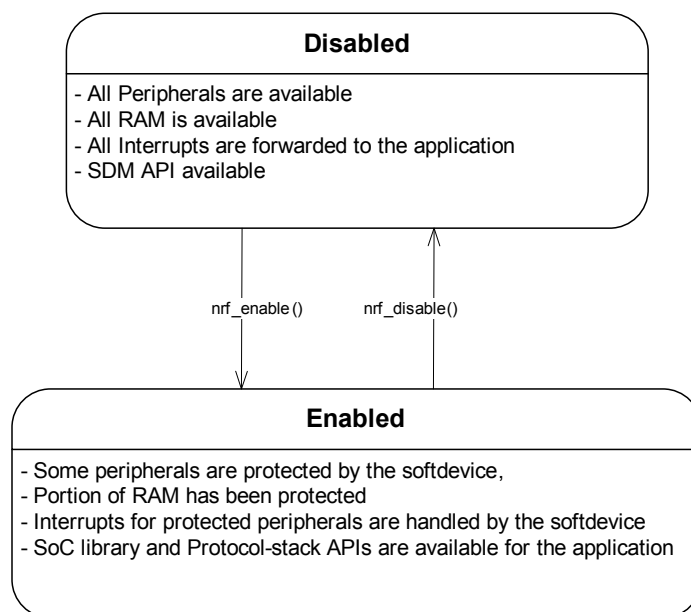 Disabled
- All Peripherals are available
- All RAM is available
- All Interrupts are forwarded to the application
- SDM API available
nrf_enable()
nrf_disable()
Enabled
- Some peripherals are protected by the softdevice,
- Portion of RAM has been protected
- Interrupts for protected peripherals are handled by the softdevice
- SoC library and Protocol-stack APIs are available for the application